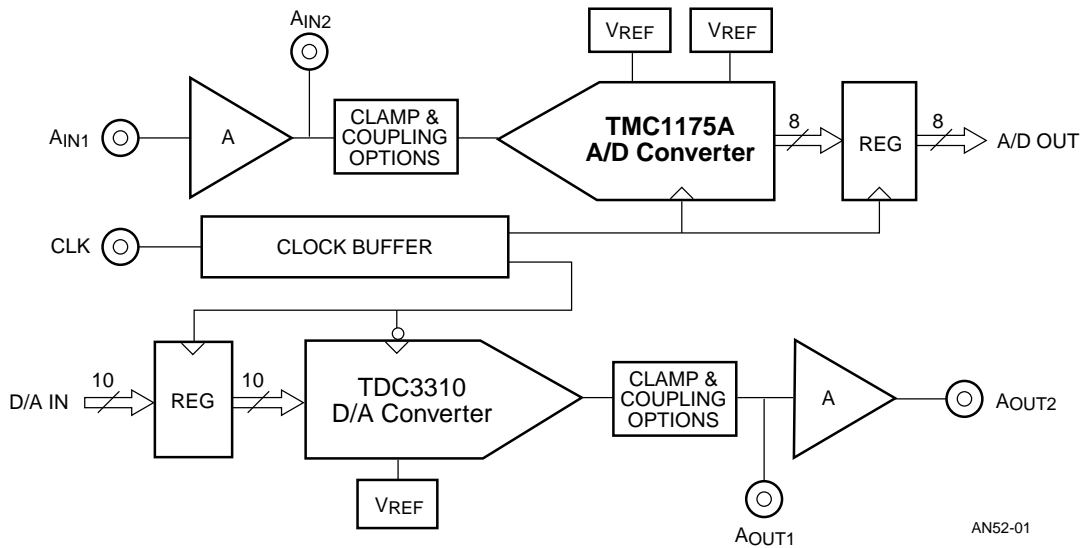 AIN2
VREF
VREF
AIN1
A
CLAMP &
COUPLING
OPTIONS
TMC1175A
A/D Converter
8
REG
8
A/D OUT
CLK
CLOCK BUFFER
D/A IN
10
REG
10
TDC3310
D/A Converter
CLAMP &
COUPLING
OPTIONS
A
AOUT2
VREF
AOUT1
AN52-01